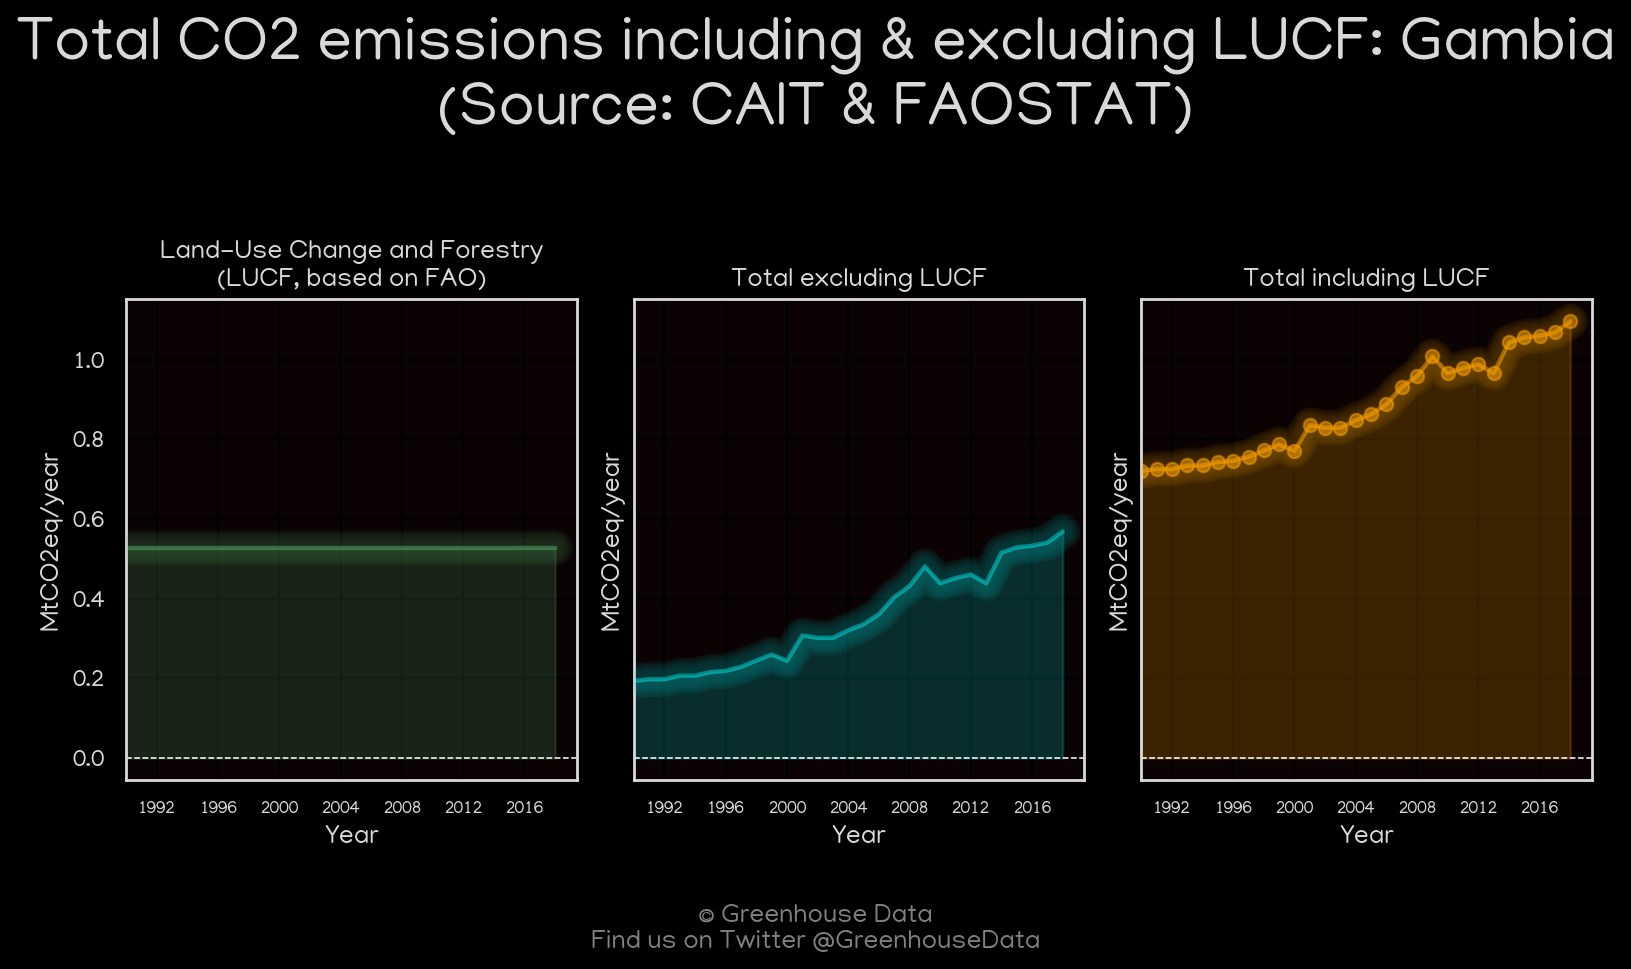 Total CO2 emissions including & excluding LUCF: Gambia
(Source: CAIT & FAOSTAT)
Land-Use Change and Forestry
(LUCF, based on FAO)
Total excluding LUCF
Total including LUCF
MtCO2eq/year
1.0
0.8
0.6
0.4
0.2
0.0
MtCO2eq/year
MtCO2eq/year
1992 1996 2000 2004 2008 2012 2016
1992 1996 2000 2004 2008 2012 2016
1992 1996 2000 2004 2008 2012 2016
Year
Year
Year
© Greenhouse Data
Find us on Twitter @GreenhouseData